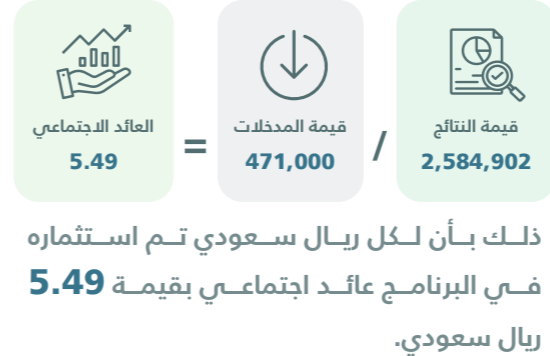 قيمة النتائج
2,584,902
/
قيمة المدخلات
471,000
=
العائد الاجتماعي
5.49
ذلك بأن لكل ريال سعودي تم استثماره
في البرنامج عائد اجتماعي بقيمة 5.49
ريال سعودي.